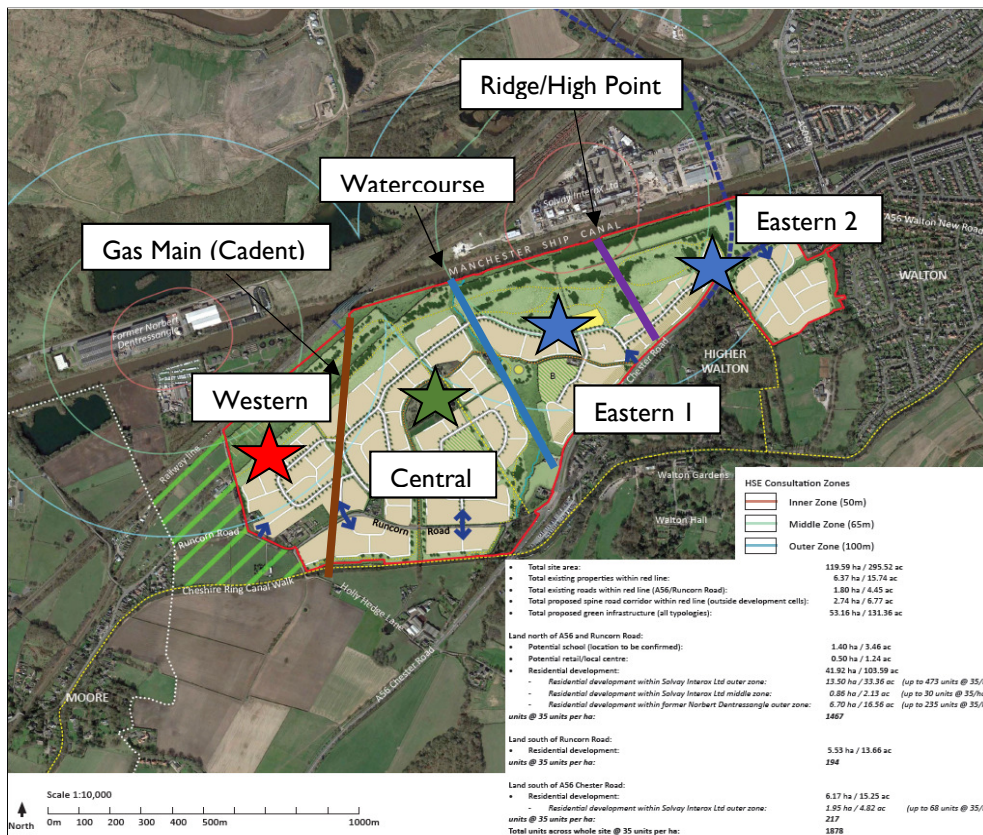 Ridge/High Point
Watercourse
Solvay Interox Ltd
Eastern 2
A56 Walton New Road
Gas Main (Cadent)
MANCHESTER SHIP CANAL
WALTON
Former Norbert
Dentressangle
HIGHER
WALTON
Chester Road
B
Western
Eastern 1
Railway line
Central
Walton Gardens
HSE Consultation Zones
Inner Zone (50m)
Middle Zone (65m)
Outer Zone (100m)
Walton Hall
Runcorn Road
Runcorn
Road
Cheshire Ring Canal Walk
Holly Hedge Lane
A56 Chester Road
MOORE
• Total site area: 119.59 ha / 295.52 ac
• Total existing properties within red line: 6.37 ha / 15.74 ac
• Total existing roads within red line (A56/Runcorn Road): 1.80 ha / 4.45 ac
• Total proposed spine road corridor within red line (outside development cells): 2.74 ha / 6.77 ac
• Total proposed green infrastructure (all typologies): 53.16 ha / 131.36 ac
Land north of A56 and Runcorn Road:
• Potential school (location to be confirmed): 1.40 ha / 3.46 ac
• Potential retail/local centre: 0.50 ha / 1.24 ac
• Residential development: 41.92 ha / 103.59 ac
- Residential development within Solvay Interox Ltd outer zone: 13.50 ha / 33.36 ac (up to 473 units @ 35/
- Residential development within Solvay Interox Ltd middle zone: 0.86 ha / 2.13 ac (up to 30 units @ 35/h
- Residential development within former Norbert Dentressangle outer zone: 6.70 ha / 16.56 ac (up to 235 units @ 35/
units @ 35 units per ha: 1467
Land south of Runcorn Road:
• Residential development: 5.53 ha / 13.66 ac
units @ 35 units per ha: 194
Land south of A56 Chester Road:
• Residential development: 6.17 ha / 15.25 ac
- Residential development within Solvay Interox Ltd outer zone: 1.95 ha / 4.82 ac (up to 68 units @ 35/
units @ 35 units per ha: 217
Total units across whole site @ 35 units per ha: 1878
Scale 1:10,000
North
0m 100 200 300 400 500m 1000m